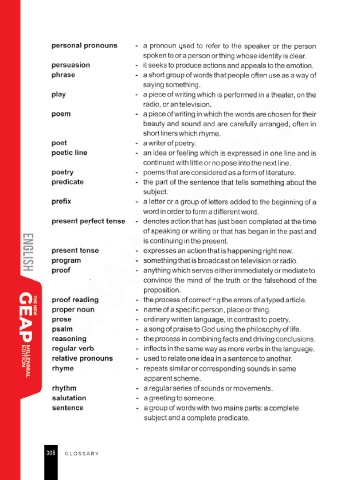 personal pronouns - a pronoun used to refer to the speaker or the person
spoken to or a person or thing whose identity is clear.
persuasion - it seeks to produce actions and appeals to the emotion.
phrase - a short group of words that people often use as a way of
saying something.
play - a piece of writing which is performed in a theater, on the
radio, or an television.
poem - a piece of writing in which the words are chosen for their
beauty and sound and are carefully arranged, often in
short liners which rhyme.
poet - a writer of poetry.
poetic line - an idea or feeling which is expressed in one line and is
continued with little or no pose into the next line.
poetry - poems that are considered as a form of literature.
predicate - the part of the sentence that tells something about the
subject.
prefix - a letter or a group of letters added to the beginning of a
word in order to form a different word.
present perfect tense - denotes action that has just been completed at the time
of speaking or writing or that has began in the past and
is continuing in the present.
present tense - expresses an action that is happening right now.
program - something that is broadcast on television or radio.
proof - anything which serves either immediately or mediate to
convince the mind of the truth or the falsehood of the
proposition.
proof reading - the process of correcting the errors of a typed article.
proper noun - name of a specific person, place or thing.
prose - ordinary written language, in contrast to poetry.
psalm - a song of praise to God using the philosophy of life.
reasoning - the process in combining facts and driving conclusions.
regular verb - inflects in the same way as more verbs in the language.
relative pronouns - used to relate one idea in a sentence to another.
rhyme - repeats similar or corresponding sounds in same
apparent scheme.
rhythm - a regular series of sounds or movements.
salutation - a greeting to someone.
sentence - a group of words with two mains parts: a complete
subject and a complete predicate.
ENGLISH
THE NEW
GEAP
MILLENNIAL
EDITION
308 GLOSSARY